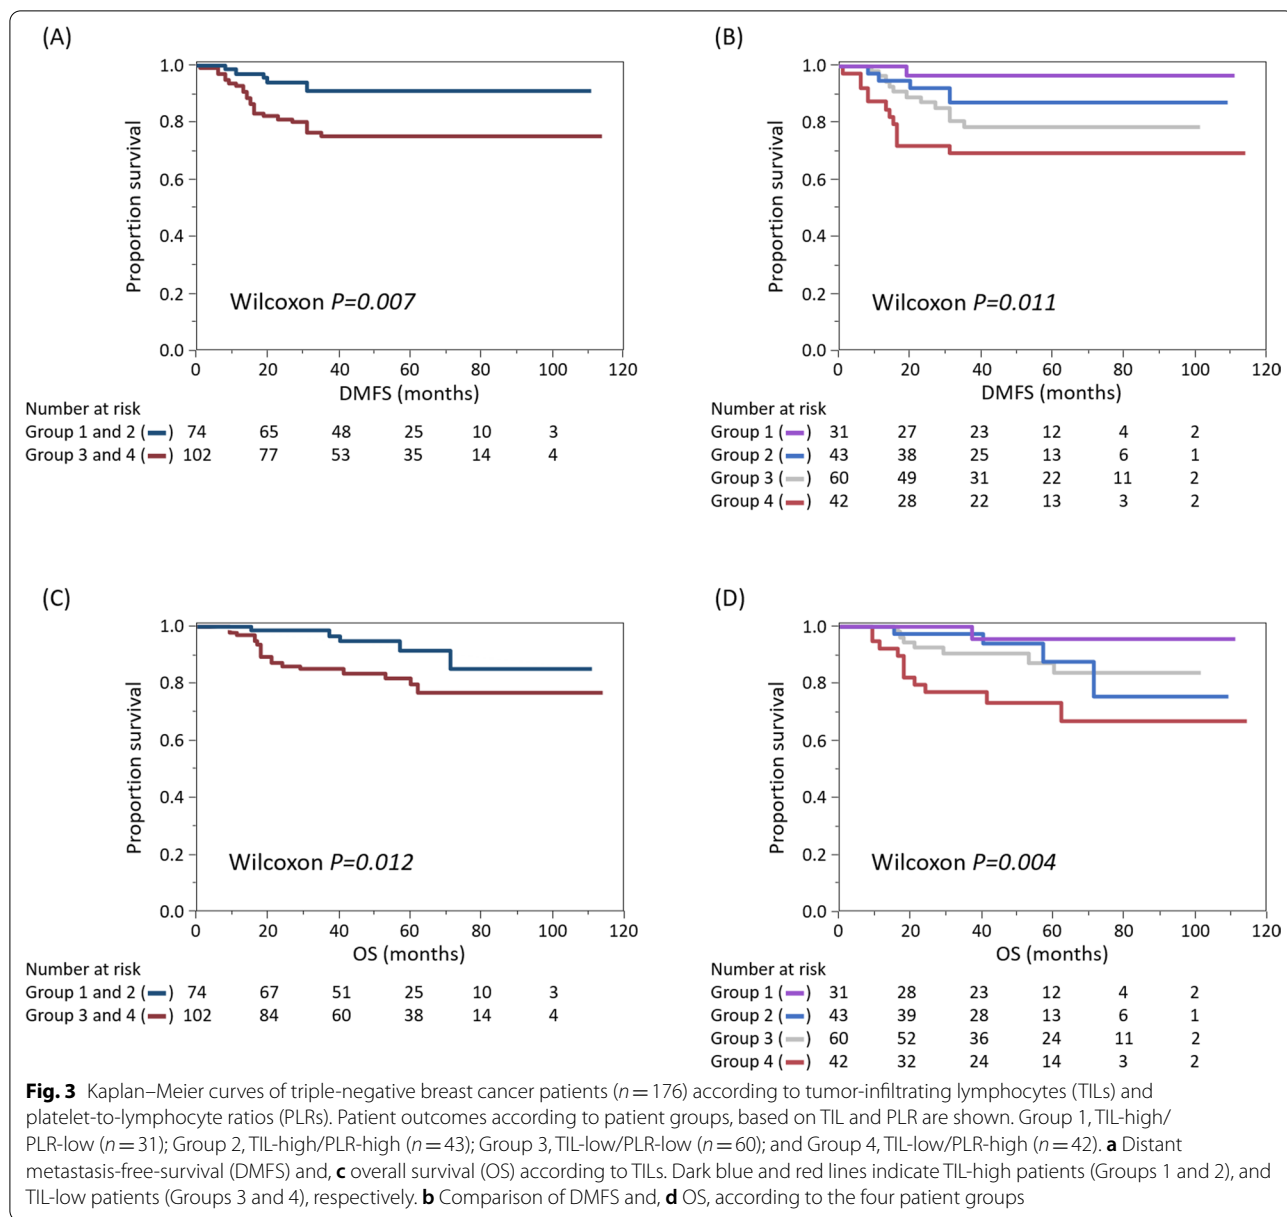 (A)
1.0
0.8
0.6
0.4
0.2
0.0
Proportion survival
Wilcoxon P=0.007
0 20 40 60 80 100 120
DMFS (months)
Number at risk
Group 1 and 2 ( ) 74 65 48 25 10 3
Group 3 and 4 ( ) 102 77 53 35 14 4
(B)
1.0
0.8
0.6
0.4
0.2
0.0
Proportion survival
Wilcoxon P=0.011
0 20 40 60 80 100 120
DMFS (months)
Number at risk
Group 1 ( ) 31 27 23 12 4 2
Group 2 ( ) 43 38 25 13 6 1
Group 3 ( ) 60 49 31 22 11 2
Group 4 ( ) 42 28 22 13 3 2
(C)
1.0
0.8
0.6
0.4
0.2
0.0
Proportion survival
Wilcoxon P=0.012
0 20 40 60 80 100 120
OS (months)
Number at risk
Group 1 and 2 ( ) 74 67 51 25 10 3
Group 3 and 4 ( ) 102 84 60 38 14 4
(D)
1.0
0.8
0.6
0.4
0.2
0.0
Proportion survival
Wilcoxon P=0.004
0 20 40 60 80 100 120
OS (months)
Number at risk
Group 1 ( ) 31 28 23 12 4 2
Group 2 ( ) 43 39 28 13 6 1
Group 3 ( ) 60 52 36 24 11 2
Group 4 ( ) 42 32 24 14 3 2
Fig. 3 Kaplan–Meier curves of triple-negative breast cancer patients (n = 176) according to tumor-infiltrating lymphocytes (TILs) and
platelet-to-lymphocyte ratios (PLRs). Patient outcomes according to patient groups, based on TIL and PLR are shown. Group 1, TIL-high/
PLR-low (n = 31); Group 2, TIL-high/PLR-high (n = 43); Group 3, TIL-low/PLR-low (n = 60); and Group 4, TIL-low/PLR-high (n = 42). a Distant
metastasis-free-survival (DMFS) and, c overall survival (OS) according to TILs. Dark blue and red lines indicate TIL-high patients (Groups 1 and 2), and
TIL-low patients (Groups 3 and 4), respectively. b Comparison of DMFS and, d OS, according to the four patient groups